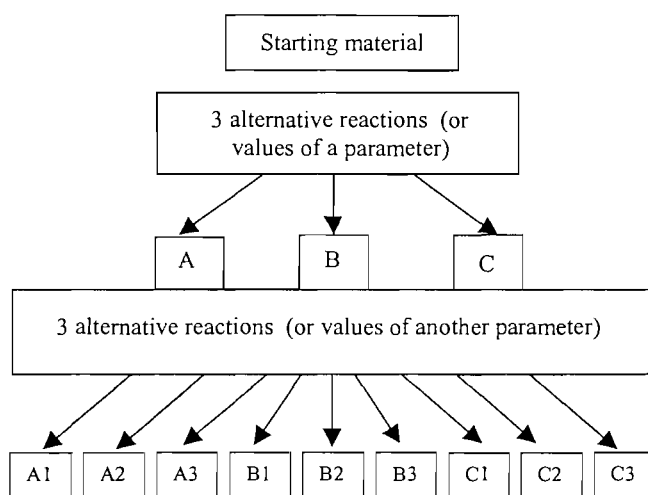 Starting material
3 alternative reactions (or
values of a parameter)
A B C
3 alternative reactions (or values of another parameter)
A1 A2 A3 B1 B2 B3 C1 C2 C3